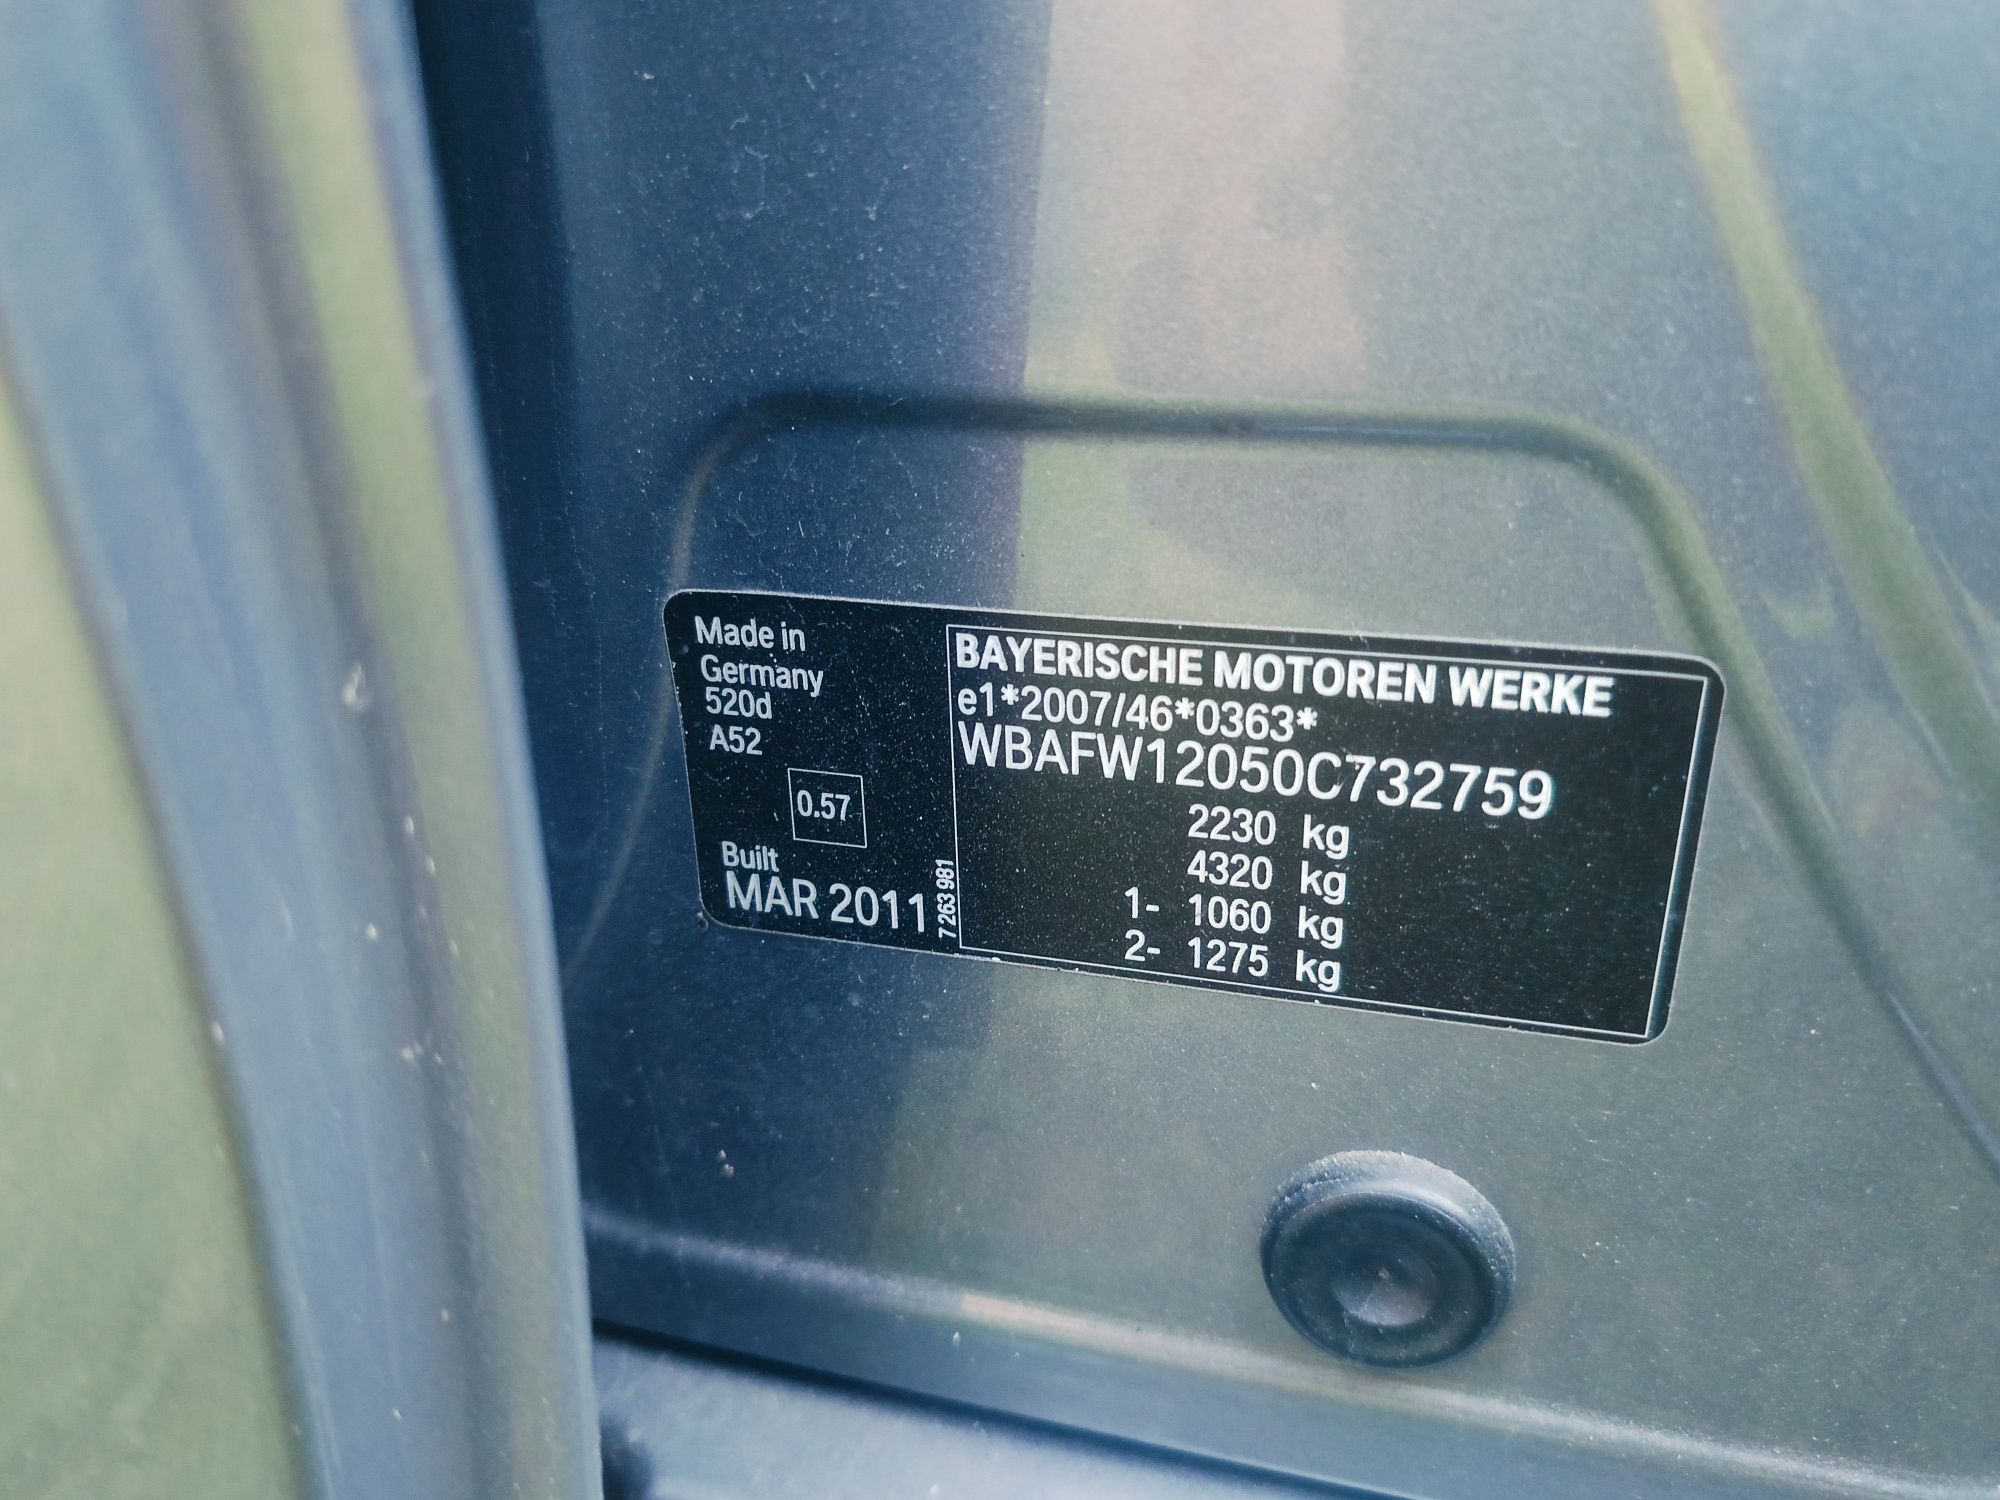 Made in
Germany
520d
A52
0.57
Built
MAR 2011
7 263 981
BAYERISCHE MOTOREN WERKE
e1*2007/46*0363*
WBAFW12050C732759
2230 kg
4320 kg
1- 1060 kg
2- 1275 kg